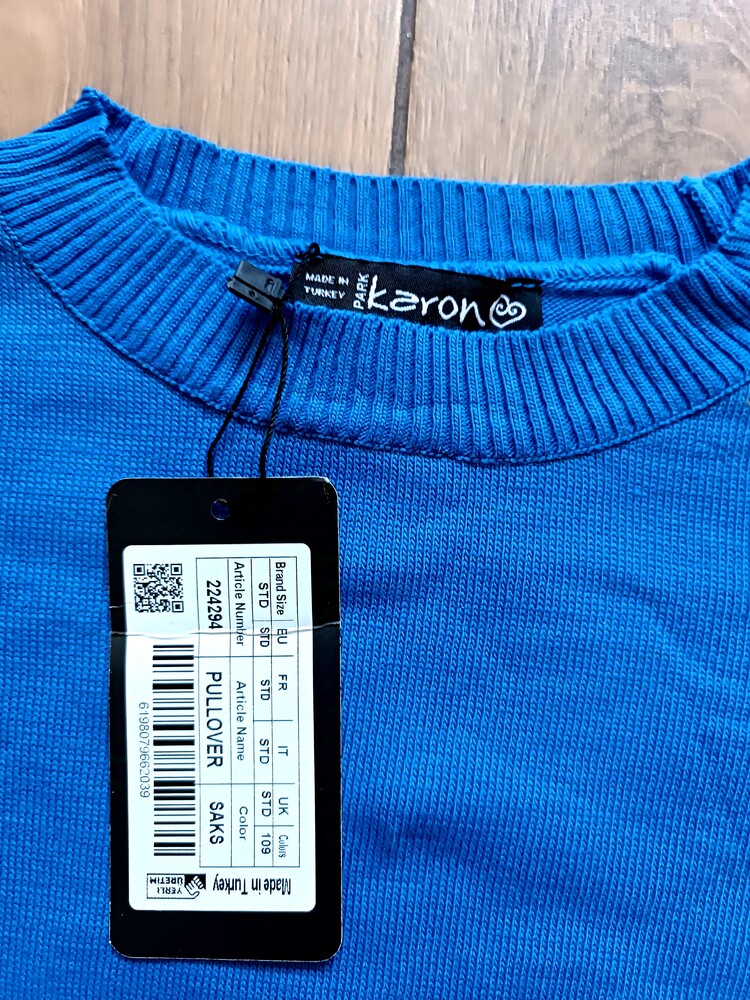 MADE IN
TURKEY
PARK
karon
Brand Size EU FR IT UK Colors
STD STD STD STD STD 109
Article Number Article Name Color
224294 PULLOVER SAKS
6198079662039
Made in Turkey
YERLİ
ÜRETİM